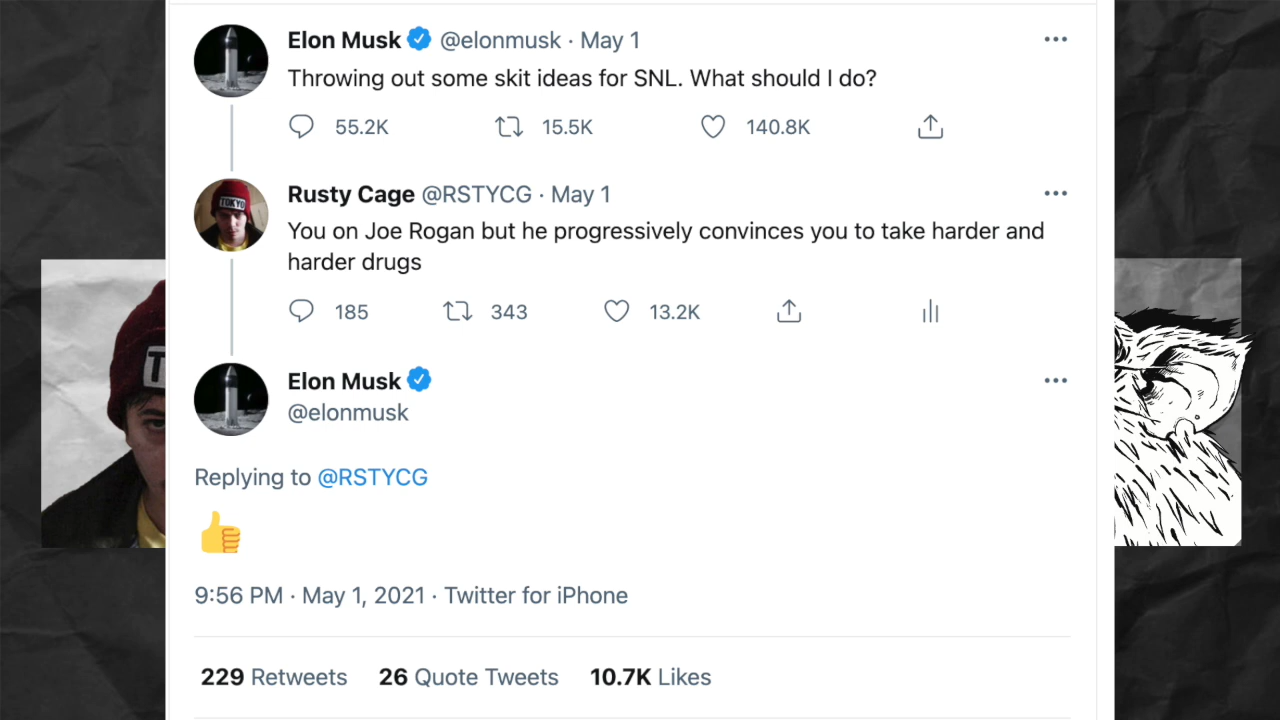 Elon Musk @elonmusk · May 1
Throwing out some skit ideas for SNL. What should I do?
55.2K 15.5K 140.8K
TOKYO
Rusty Cage @RSTYCG · May 1
You on Joe Rogan but he progressively convinces you to take harder and
harder drugs
185 343 13.2K
T
Elon Musk
@elonmusk
Replying to @RSTYCG
👍
9:56 PM · May 1, 2021 · Twitter for iPhone
229 Retweets 26 Quote Tweets 10.7K Likes